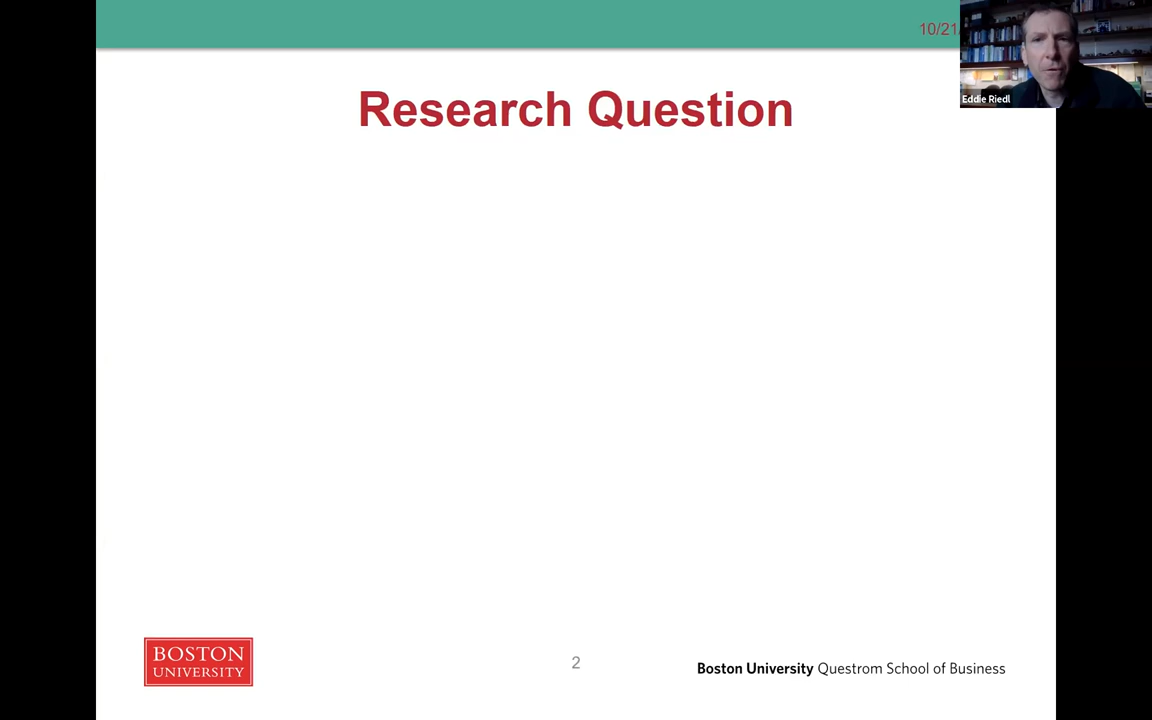 10/21/
Eddie Riedl
Research Question
BOSTON
UNIVERSITY
2
Boston University Questrom School of Business